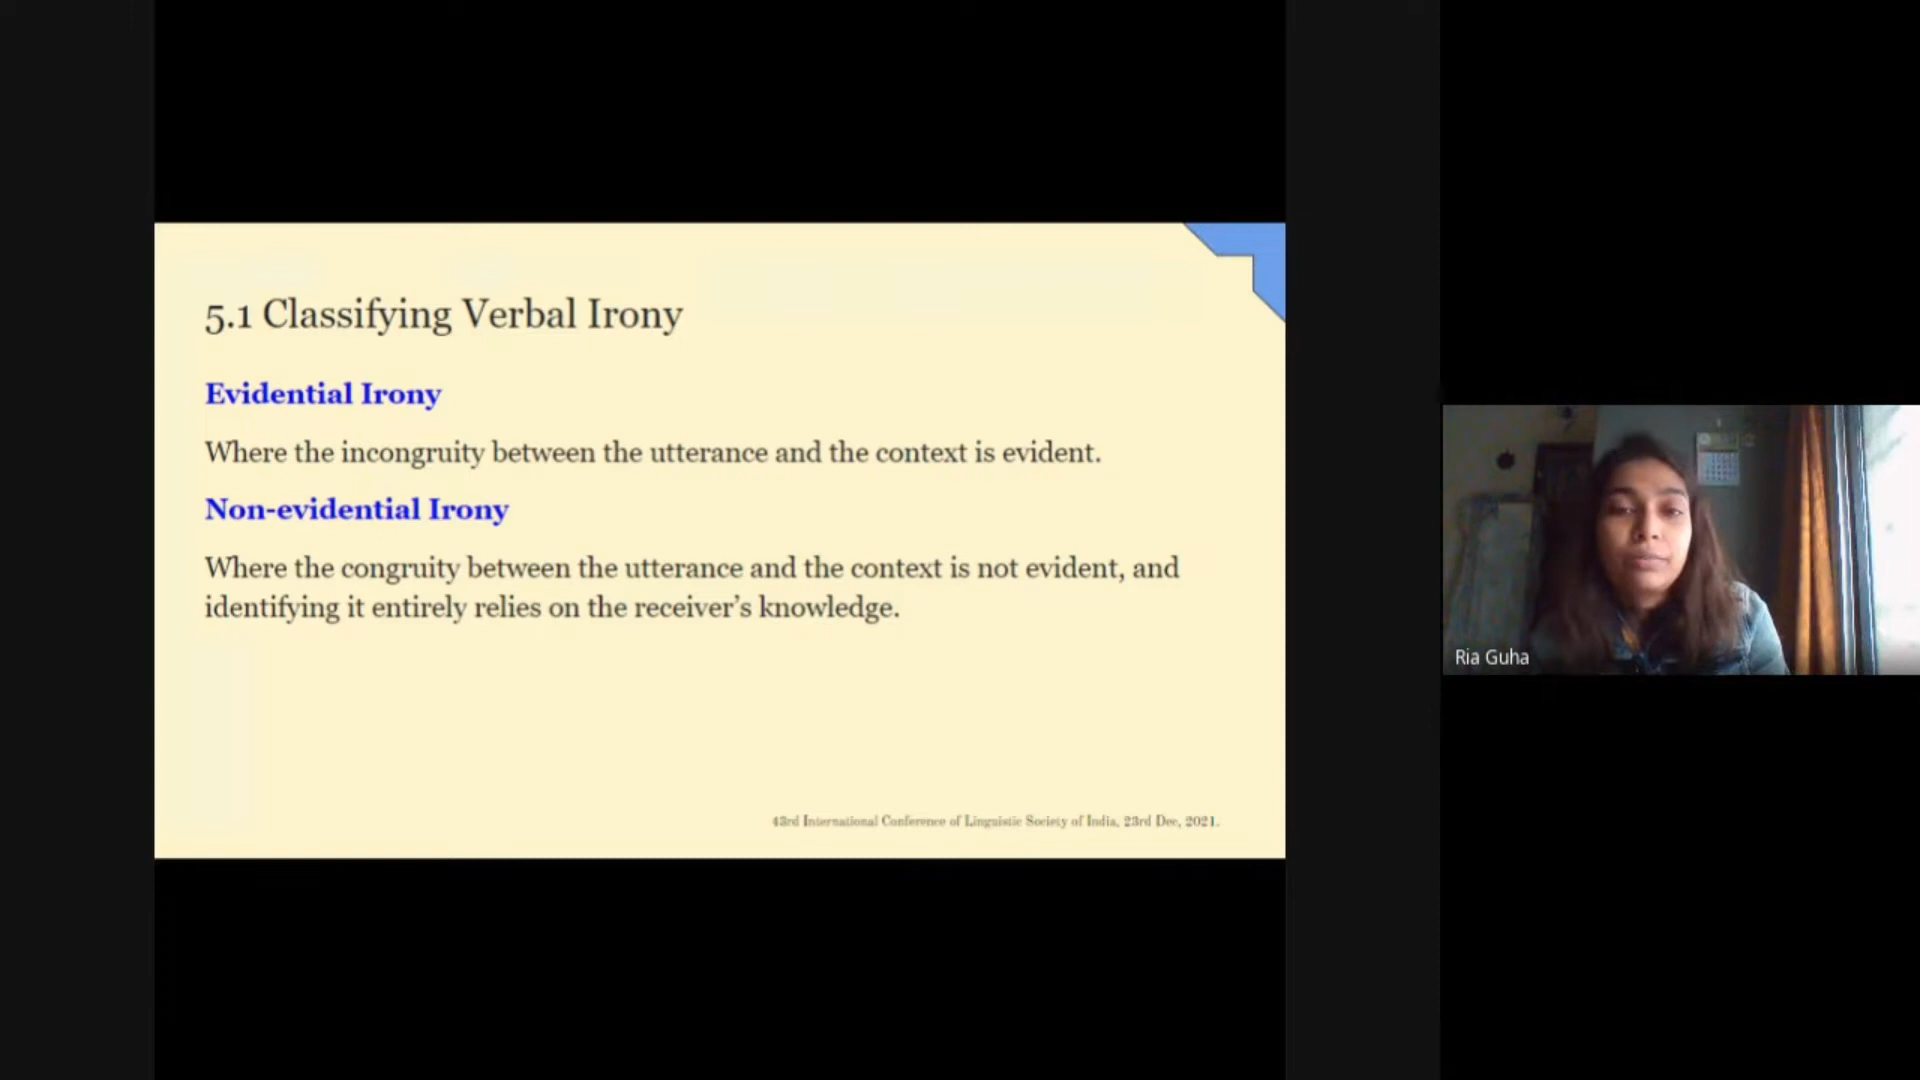 5.1 Classifying Verbal Irony
Evidential Irony
Where the incongruity between the utterance and the context is evident.
Non-evidential Irony
Where the congruity between the utterance and the context is not evident, and
identifying it entirely relies on the receiver's knowledge.
43rd International Conference of Linguistic Society of India, 23rd Dec, 2021.
Ria Guha